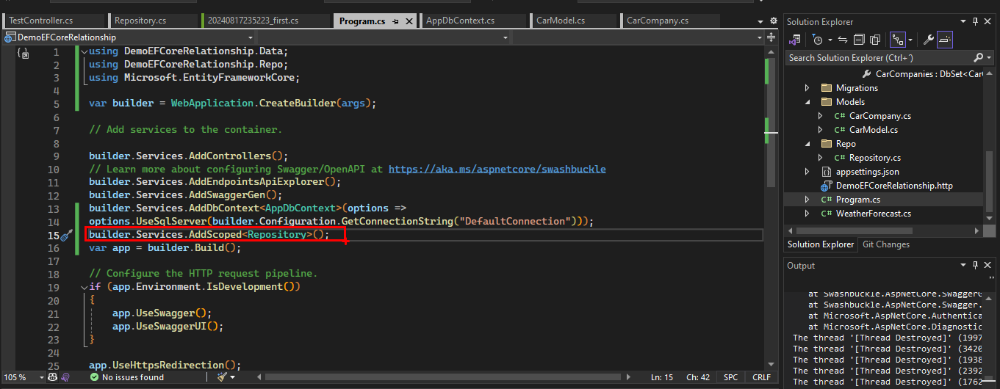 TestController.cs
Repository.cs
20240817235223_first.cs
Program.cs
AppDbContext.cs
CarModel.cs
CarCompany.cs
DemoEFCoreRelationship
1 using DemoEFCoreRelationship.Data;
2 using DemoEFCoreRelationship.Repo;
3 using Microsoft.EntityFrameworkCore;
4
5 var builder = WebApplication.CreateBuilder(args);
6
7 // Add services to the container.
8
9 builder.Services.AddControllers();
10 // Learn more about configuring Swagger/OpenAPI at https://aka.ms/aspnetcore/swashbuckle
11 builder.Services.AddEndpointsApiExplorer();
12 builder.Services.AddSwaggerGen();
13 builder.Services.AddDbContext<AppDbContext>(options =>
14 options.UseSqlServer(builder.Configuration.GetConnectionString("DefaultConnection")));
15 builder.Services.AddScoped<Repository>();
16 var app = builder.Build();
17
18 // Configure the HTTP request pipeline.
19 if (app.Environment.IsDevelopment())
20 {
21 app.UseSwagger();
22 app.UseSwaggerUI();
23 }
24
25 app.UseHttpsRedirection();
105 %
No issues found
Ln: 15
Ch: 42
SPC
CRLF
Solution Explorer
Search Solution Explorer (Ctrl+´)
CarCompanies : DbSet<Car
Migrations
Models
C# CarCompany.cs
C# CarModel.cs
Repo
C# Repository.cs
appsettings.json
DemoEFCoreRelationship.http
C# Program.cs
C# WeatherForecast.cs
Solution Explorer
Git Changes
Output
at Swashbuckle.AspNetCore.SwaggerG
at Swashbuckle.AspNetCore.Swagger.
at Microsoft.AspNetCore.Authentica
at Microsoft.AspNetCore.Diagnostic
The thread '[Thread Destroyed]' (1997
The thread '[Thread Destroyed]' (3420
The thread '[Thread Destroyed]' (1938
The thread '[Thread Destroyed]' (2392
The thread '[Thread Destroyed]' (1762